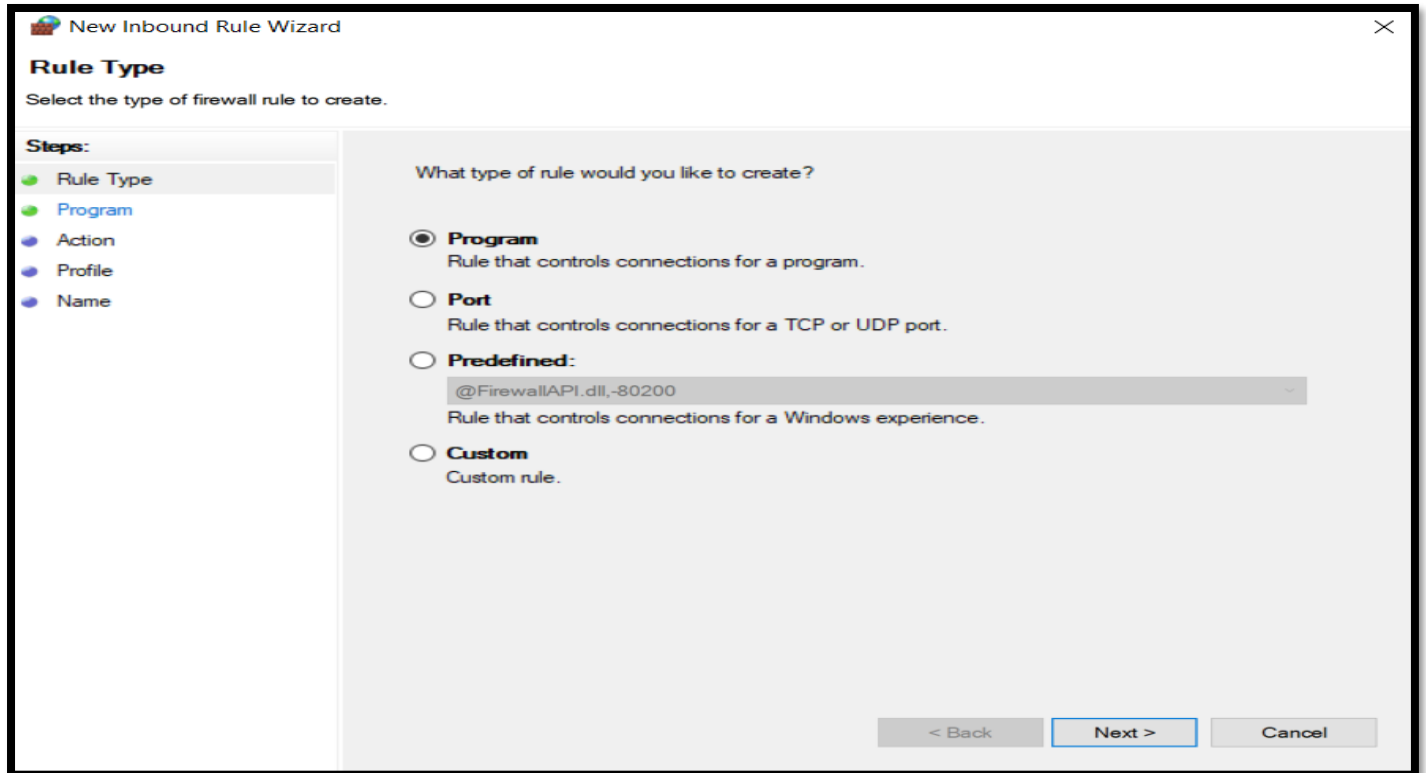 New Inbound Rule Wizard
Rule Type
Select the type of firewall rule to create.
Steps:
Rule Type
Program
Action
Profile
Name
What type of rule would you like to create?
Program
Rule that controls connections for a program.
Port
Rule that controls connections for a TCP or UDP port.
Predefined:
@FirewallAPI.dll,-80200
Rule that controls connections for a Windows experience.
Custom
Custom rule.
< Back Next > Cancel